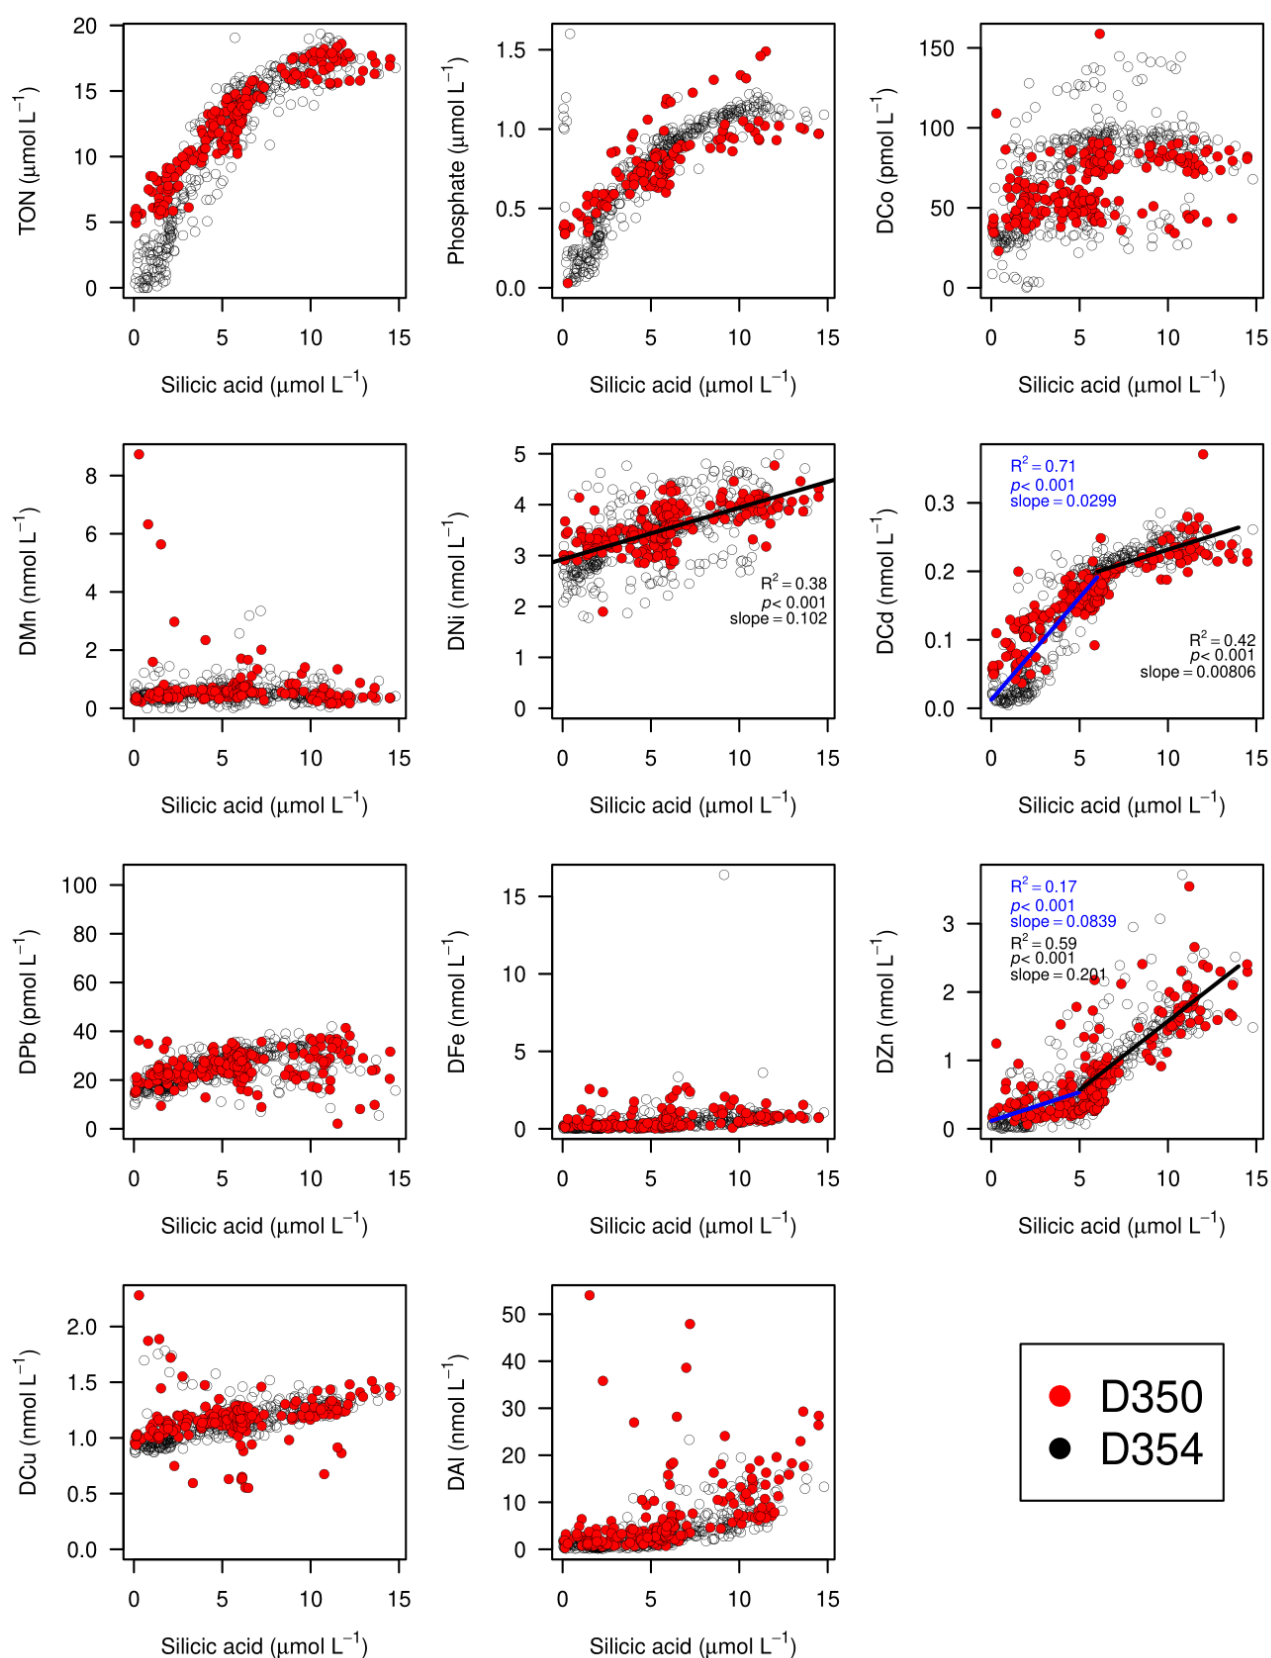 20
15
10
5
0
TON (μmol L⁻¹)
0 5 10 15
Silicic acid (μmol L⁻¹)
1.5
1.0
0.5
0.0
Phosphate (μmol L⁻¹)
0 5 10 15
Silicic acid (μmol L⁻¹)
150
100
50
0
DCo (pmol L⁻¹)
0 5 10 15
Silicic acid (μmol L⁻¹)
8
6
4
2
0
DMn (nmol L⁻¹)
0 5 10 15
Silicic acid (μmol L⁻¹)
5
4
3
2
1
0
DNi (nmol L⁻¹)
R² = 0.38
p< 0.001
slope = 0.102
0 5 10 15
Silicic acid (μmol L⁻¹)
0.3
0.2
0.1
0.0
DCd (nmol L⁻¹)
R² = 0.71
p< 0.001
slope = 0.0299
R² = 0.42
p< 0.001
slope = 0.00806
0 5 10 15
Silicic acid (μmol L⁻¹)
100
80
60
40
20
0
DPb (pmol L⁻¹)
0 5 10 15
Silicic acid (μmol L⁻¹)
15
10
5
0
DFe (nmol L⁻¹)
0 5 10 15
Silicic acid (μmol L⁻¹)
3
2
1
0
DZn (nmol L⁻¹)
R² = 0.17
p< 0.001
slope = 0.0839
R² = 0.59
p< 0.001
slope = 0.201
0 5 10 15
Silicic acid (μmol L⁻¹)
2.0
1.5
1.0
0.5
0.0
DCu (nmol L⁻¹)
0 5 10 15
Silicic acid (μmol L⁻¹)
50
40
30
20
10
0
DAl (nmol L⁻¹)
0 5 10 15
Silicic acid (μmol L⁻¹)
D350
D354